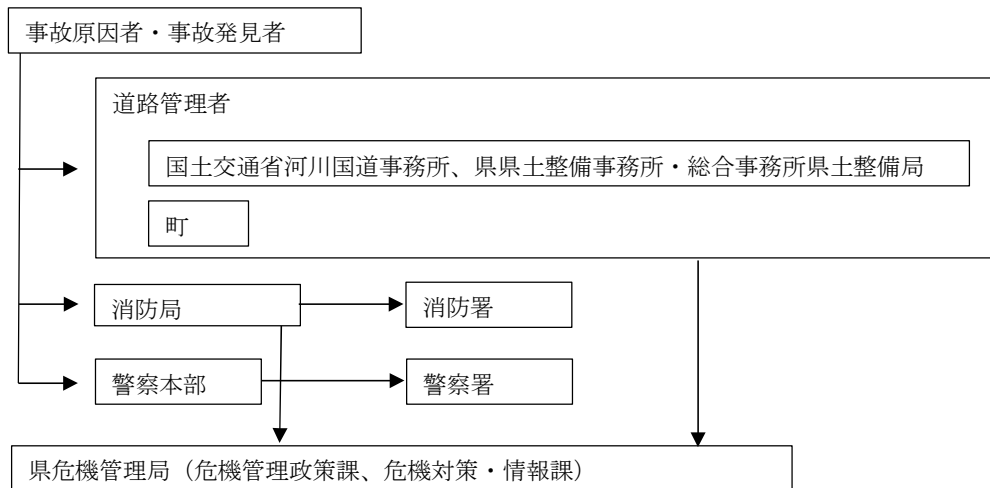 事故原因者・事故発見者
道路管理者
国土交通省河川国道事務所、県県土整備事務所・総合事務所県土整備局
町
消防局
消防署
警察本部
警察署
県危機管理局（危機管理政策課、危機対策・情報課）